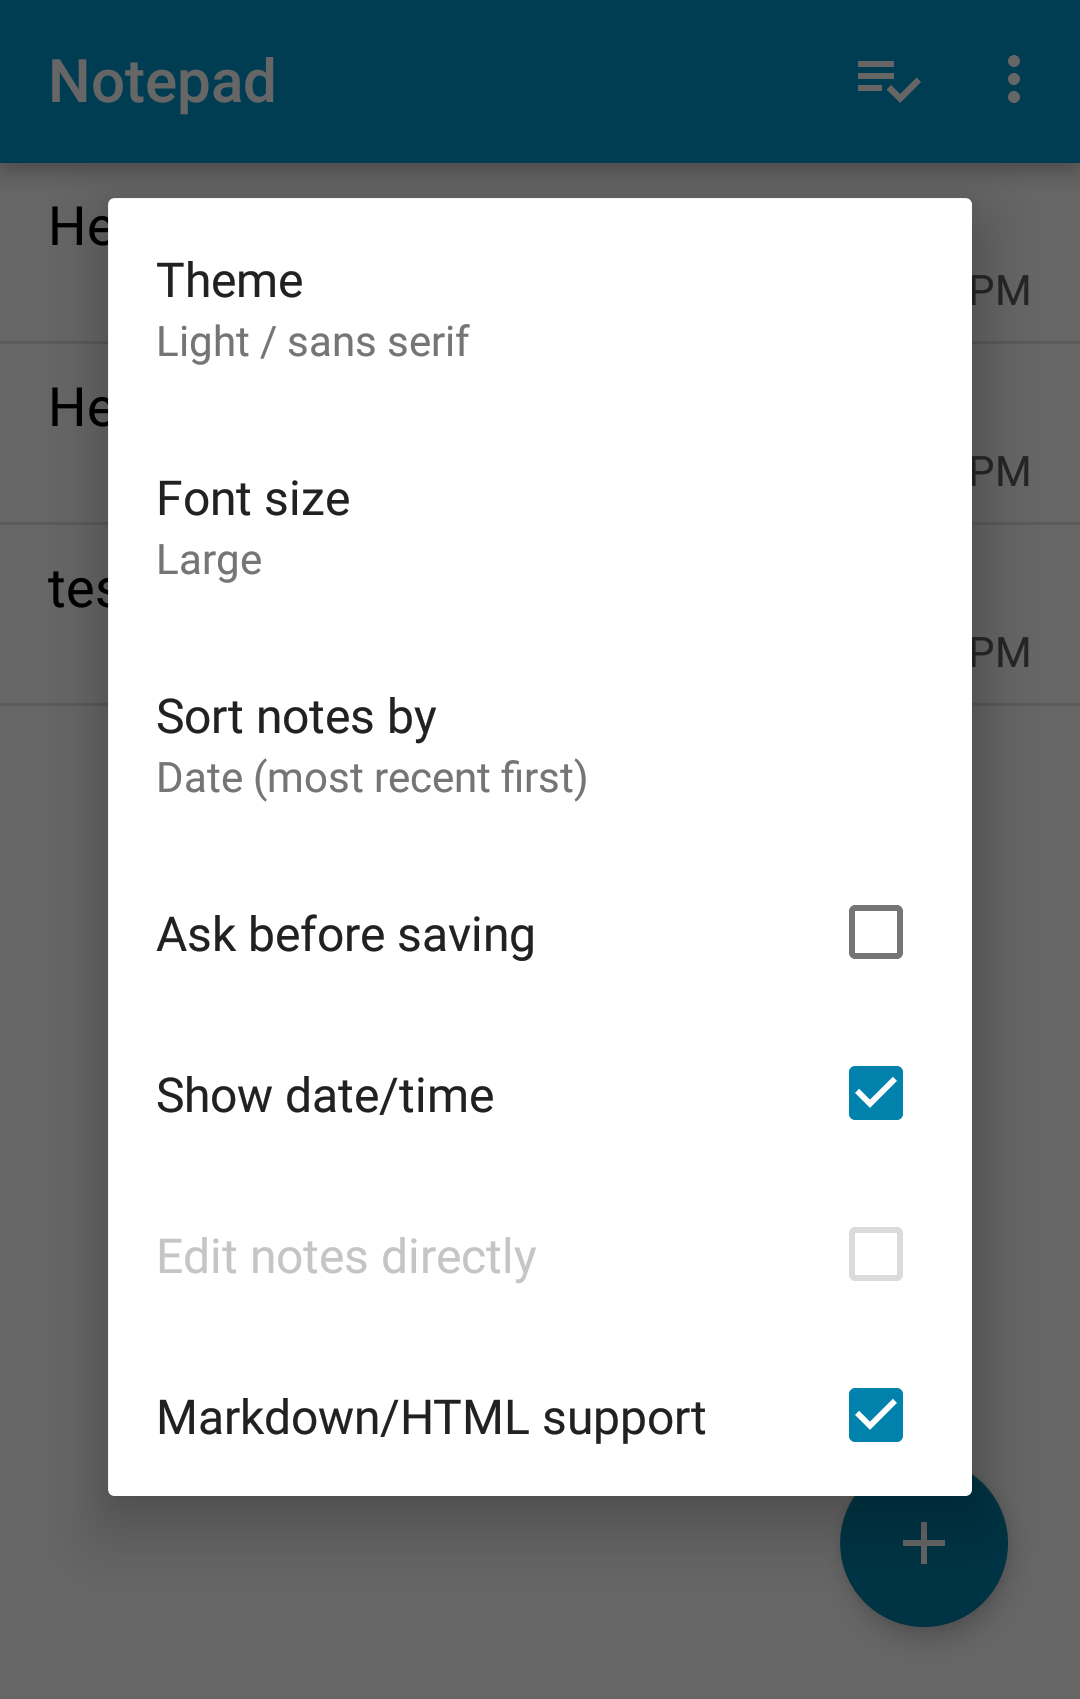 Notepad
He
PM
He
PM
tes
PM
Theme
Light / sans serif
Font size
Large
Sort notes by
Date (most recent first)
Ask before saving
Show date/time
Edit notes directly
Markdown/HTML support